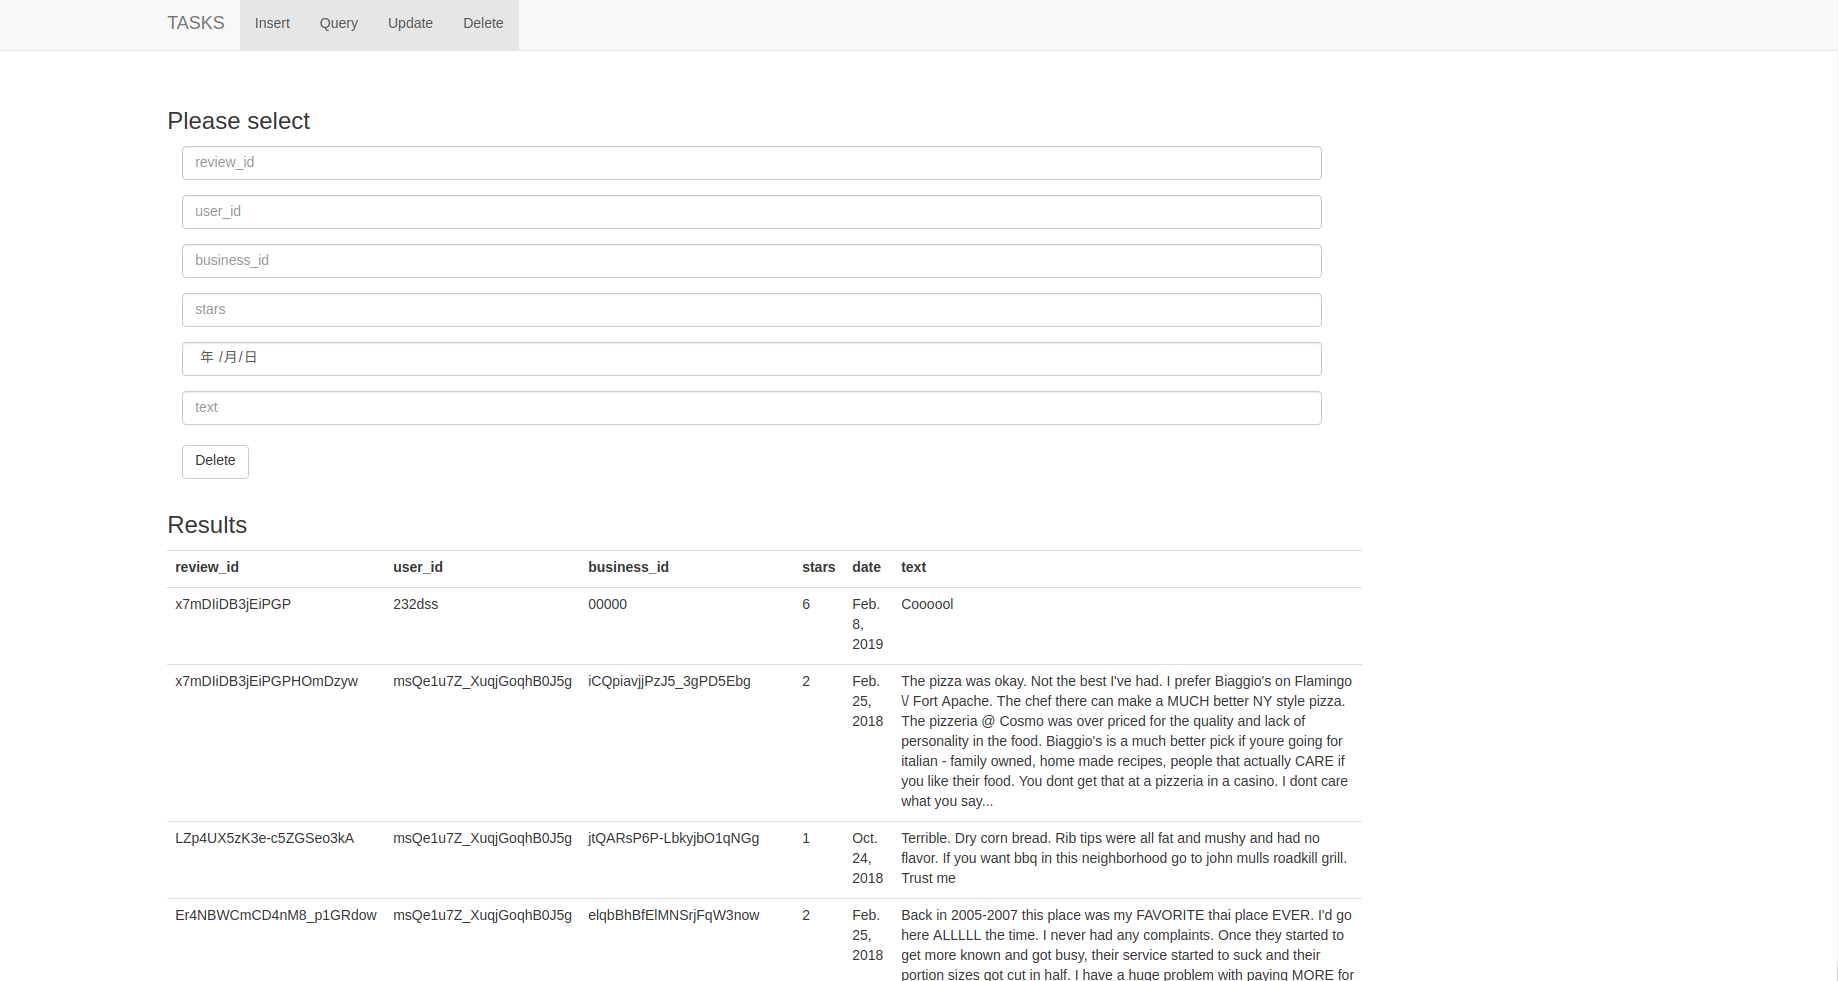 TASKS Insert Query Update Delete
Please select
review_id
user_id
business_id
stars
年 /月/日
text
Delete
Results
review_id user_id business_id stars date text
x7mDIiDB3jEiPGP 232dss 00000 6 Feb. Coooool
8,
2019
x7mDIiDB3jEiPGPHOmDzyw msQe1u7Z_XuqjGoqhB0J5g iCQpiavjjPzJ5_3gPD5Ebg 2 Feb. The pizza was okay. Not the best I've had. I prefer Biaggio's on Flamingo
25, \/ Fort Apache. The chef there can make a MUCH better NY style pizza.
2018 The pizzeria @ Cosmo was over priced for the quality and lack of
personality in the food. Biaggio's is a much better pick if youre going for
italian - family owned, home made recipes, people that actually CARE if
you like their food. You dont get that at a pizzeria in a casino. I dont care
what you say...
LZp4UX5zK3e-c5ZGSeo3kA msQe1u7Z_XuqjGoqhB0J5g jtQARsP6P-LbkyjbO1qNGg 1 Oct. Terrible. Dry corn bread. Rib tips were all fat and mushy and had no
24, flavor. If you want bbq in this neighborhood go to john mulls roadkill grill.
2018 Trust me
Er4NBWCmCD4nM8_p1GRdow msQe1u7Z_XuqjGoqhB0J5g elqbBhBfElMNSrjFqW3now 2 Feb. Back in 2005-2007 this place was my FAVORITE thai place EVER. I'd go
25, here ALLLLL the time. I never had any complaints. Once they started to
2018 get more known and got busy, their service started to suck and their
portion sizes got cut in half. I have a huge problem with paying MORE for